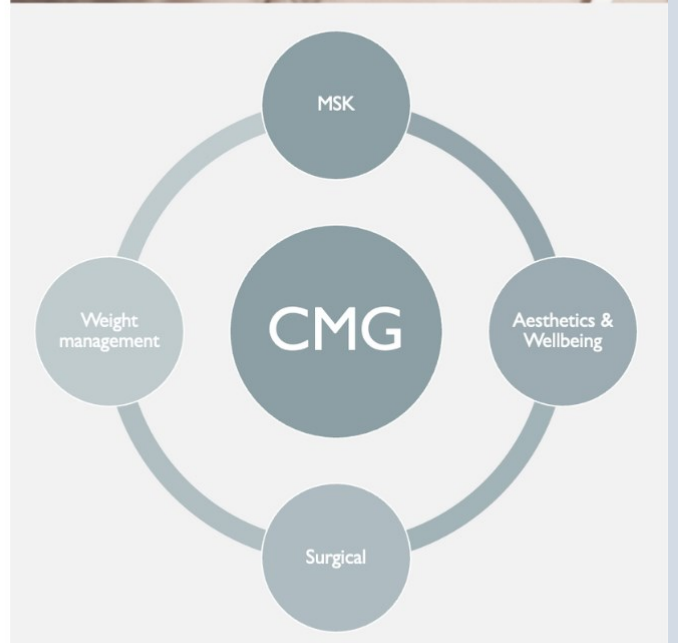 MSK
CMG
Weight
management
Aesthetics &
Wellbeing
Surgical